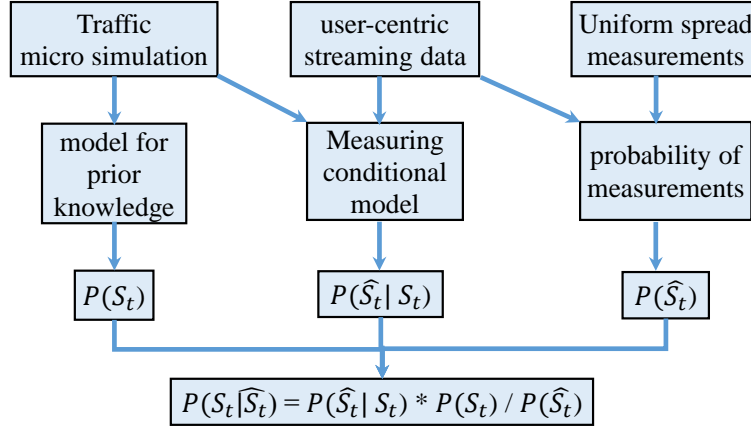 Traffic
micro simulation
user-centric
streaming data
Uniform spread
measurements
model for
prior
knowledge
Measuring
conditional
model
probability of
measurements
P(S_t)
P(Ŝ_t| S_t)
P(Ŝ_t)
P(S_t|Ŝ_t) = P(Ŝ_t| S_t) * P(S_t) / P(Ŝ_t)